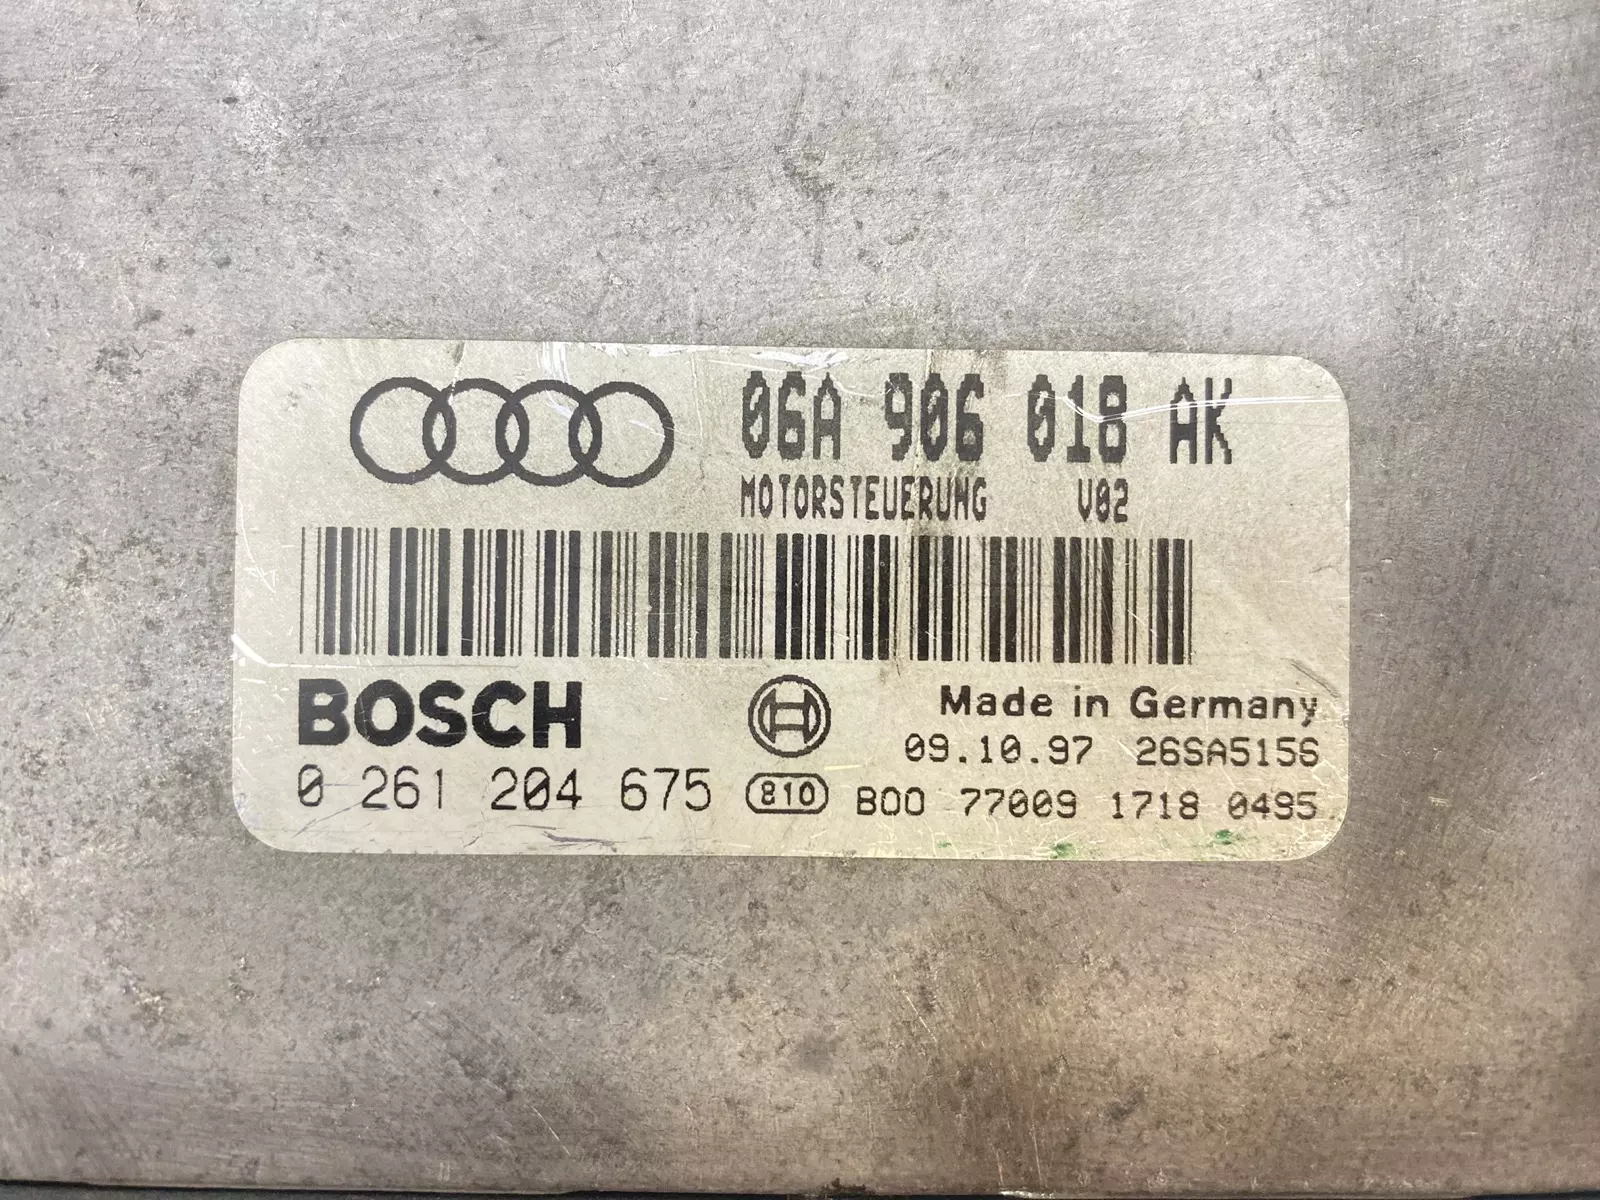 06A 906 018 AK
MOTORSTEUERUNG V02
BOSCH
Made in Germany
09.10.97 26SA5156
0 261 204 675
810
B00 77009 1718 0495